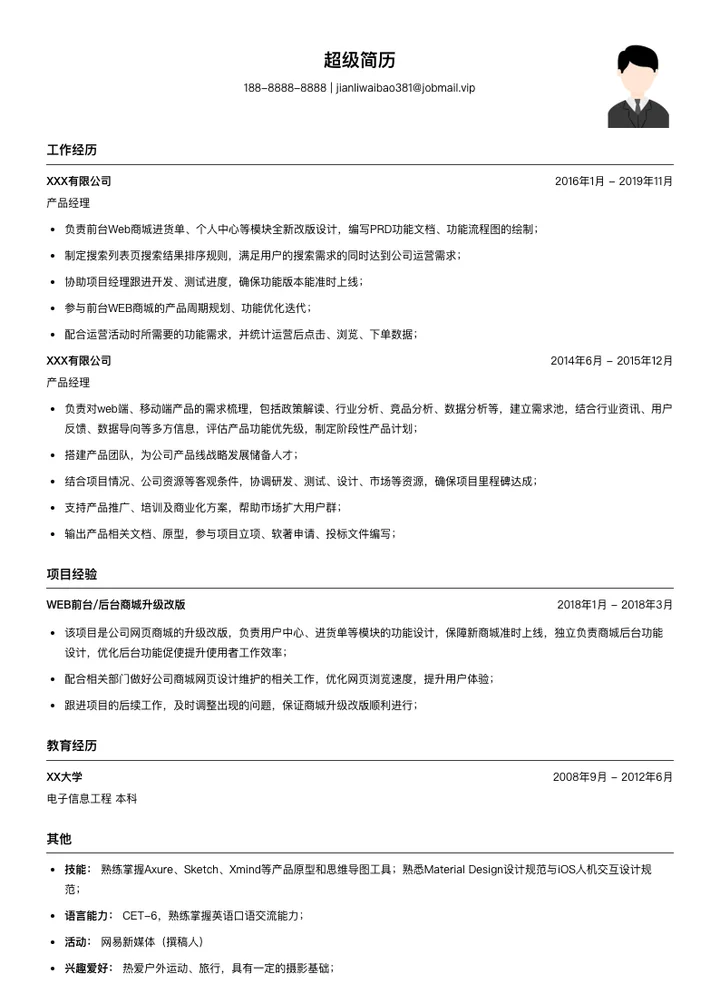 超级简历
188-8888-8888 | jianliwaibao381@jobmail.vip
工作经历
XXX有限公司 2016年1月 – 2019年11月
产品经理
• 负责前台Web商城进货单、个人中心等模块全新改版设计，编写PRD功能文档、功能流程图的绘制；
• 制定搜索列表页搜索结果排序规则，满足用户的搜索需求的同时达到公司运营需求；
• 协助项目经理跟进开发、测试进度，确保功能版本能准时上线；
• 参与前台WEB商城的产品周期规划、功能优化迭代；
• 配合运营活动时所需要的功能需求，并统计运营后点击、浏览、下单数据；
XXX有限公司 2014年6月 – 2015年12月
产品经理
• 负责对web端、移动端产品的需求梳理，包括政策解读、行业分析、竞品分析、数据分析等，建立需求池，结合行业资讯、用户
反馈、数据导向等多方信息，评估产品功能优先级，制定阶段性产品计划；
• 搭建产品团队，为公司产品线战略发展储备人才；
• 结合项目情况、公司资源等客观条件，协调研发、测试、设计、市场等资源，确保项目里程碑达成；
• 支持产品推广、培训及商业化方案，帮助市场扩大用户群；
• 输出产品相关文档、原型，参与项目立项、软著申请、投标文件编写；
项目经验
WEB前台/后台商城升级改版 2018年1月 – 2018年3月
• 该项目是公司网页商城的升级改版，负责用户中心、进货单等模块的功能设计，保障新商城准时上线，独立负责商城后台功能
设计，优化后台功能促使提升使用者工作效率；
• 配合相关部门做好公司商城网页设计维护的相关工作，优化网页浏览速度，提升用户体验；
• 跟进项目的后续工作，及时调整出现的问题，保证商城升级改版顺利进行；
教育经历
XX大学 2008年9月 – 2012年6月
电子信息工程 本科
其他
• 技能： 熟练掌握Axure、Sketch、Xmind等产品原型和思维导图工具；熟悉Material Design设计规范与iOS人机交互设计规
范；
• 语言能力： CET-6，熟练掌握英语口语交流能力；
• 活动： 网易新媒体（撰稿人）
• 兴趣爱好： 热爱户外运动、旅行，具有一定的摄影基础；